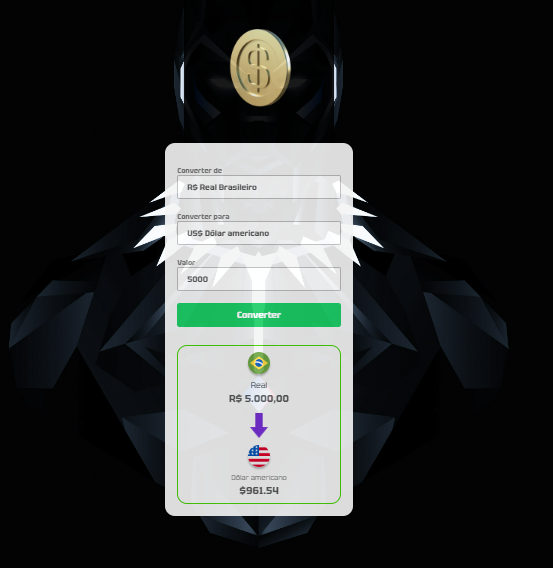 $
Converter de
R$ Real Brasileiro
Converter para
US$ Dólar americano
Valor
5000
Converter
Real
R$ 5.000,00
Dólar americano
$961.54